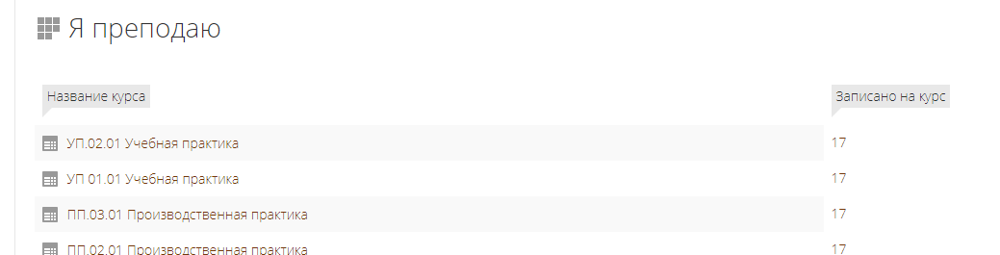 Я преподаю
Название курса Записано на курс
УП.02.01 Учебная практика 17
УП 01.01 Учебная практика 17
ПП.03.01 Производственная практика 17
ПП.02.01 Производственная практика 17